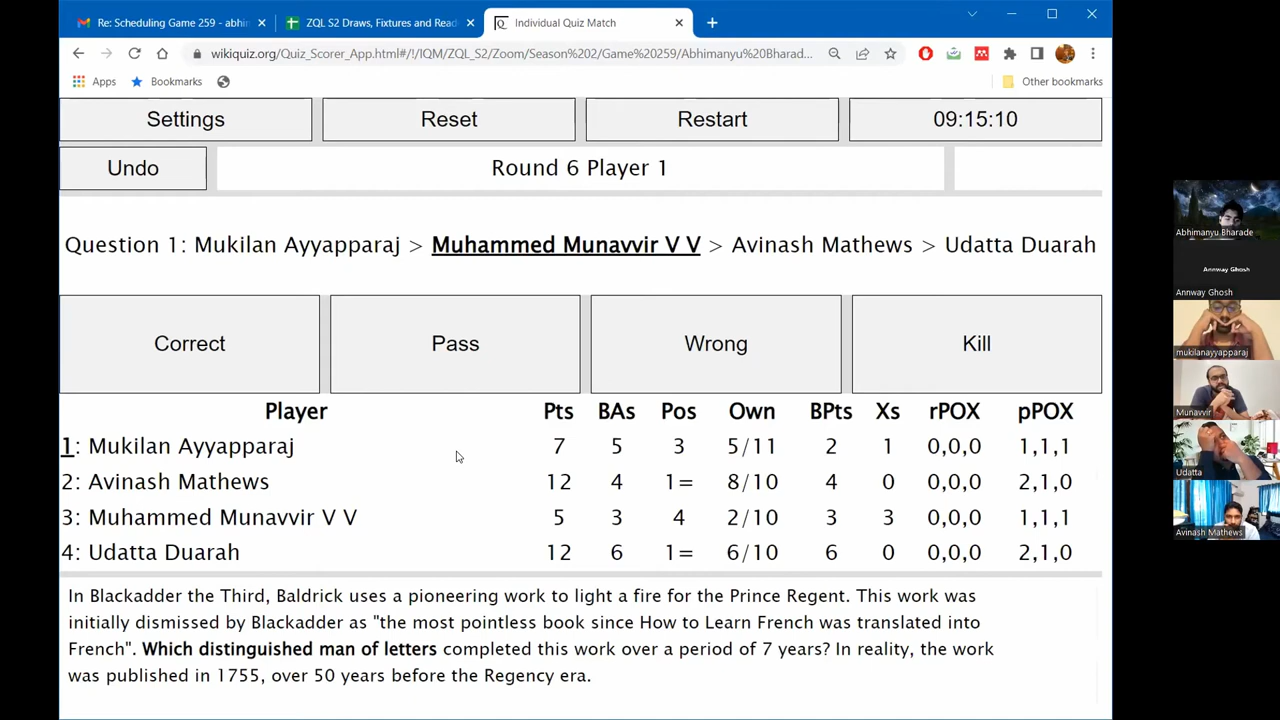 Re: Scheduling Game 259 - abhin
ZQL S2 Draws, Fixtures and Read
Individual Quiz Match
wikiquiz.org/Quiz_Scorer_App.html#/!/IQM/ZQL_S2/Zoom/Season%202/Game%20259/Abhimanyu%20Bharad...
Apps
Bookmarks
Other bookmarks
Settings
Reset
Restart
09:15:10
Undo
Round 6 Player 1
Question 1: Mukilan Ayyapparaj > Muhammed Munavvir V V > Avinash Mathews > Udatta Duarah
Correct
Pass
Wrong
Kill
Player Pts BAs Pos Own BPts Xs rPOX pPOX
1: Mukilan Ayyapparaj 7 5 3 5/11 2 1 0,0,0 1,1,1
2: Avinash Mathews 12 4 1= 8/10 4 0 0,0,0 2,1,0
3: Muhammed Munavvir V V 5 3 4 2/10 3 3 0,0,0 1,1,1
4: Udatta Duarah 12 6 1= 6/10 6 0 0,0,0 2,1,0
In Blackadder the Third, Baldrick uses a pioneering work to light a fire for the Prince Regent. This work was
initially dismissed by Blackadder as "the most pointless book since How to Learn French was translated into
French". Which distinguished man of letters completed this work over a period of 7 years? In reality, the work
was published in 1755, over 50 years before the Regency era.
Abhimanyu Bharade
Annway Ghosh
Annway Ghosh
mukilanayyapparaj
Munavvir
Udatta
Avinash Mathews